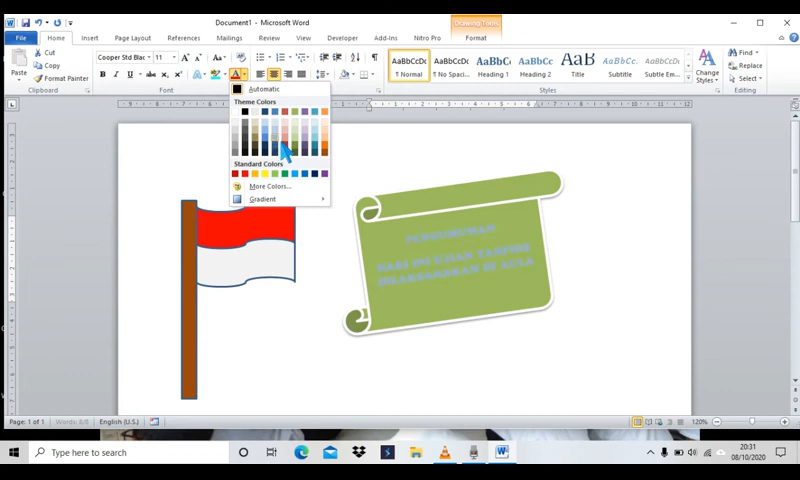 Document1 - Microsoft Word
Drawing Tools
File Home Insert Page Layout References Mailings Review View Developer Add-Ins Nitro Pro Format
Paste
Cut
Copy
Format Painter
Clipboard
Cooper Std Blac 11
Font
AaBbCcDc AaBbCcDc AaBbCc AaBbCc AaB AaBbCc. AaBbCcDc
¶ Normal ¶ No Spaci... Heading 1 Heading 2 Title Subtitle Subtle Em...
Change Styles
Styles
Find
Replace
Select
Editing
Automatic
Theme Colors
Standard Colors
More Colors...
Gradient
PENGUMUMAN
HARI INI UJIAN TAHFIDZ
DILAKSANAKAN DI AULA
Page: 1 of 1 Words: 8/8 English (U.S.) 120%
Type here to search
20:31
08/10/2020